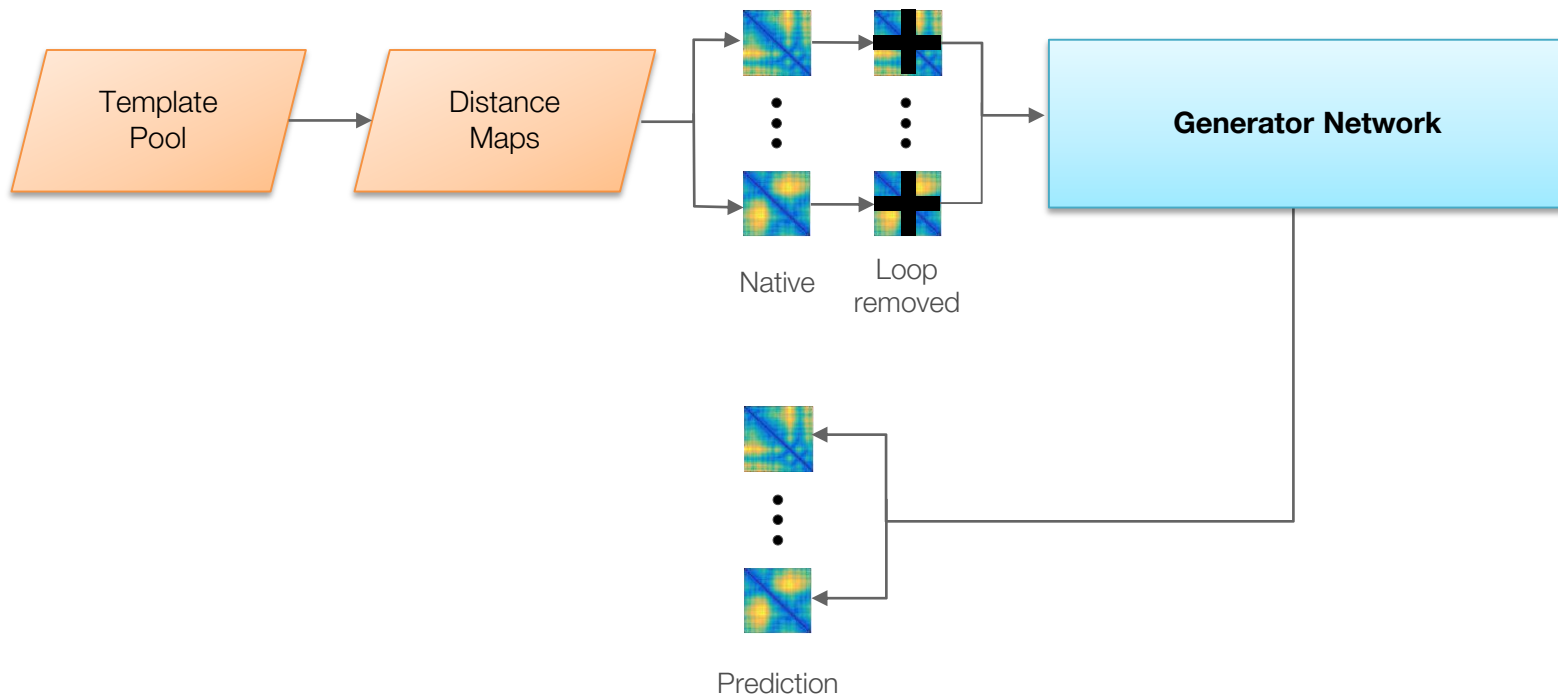 Template
Pool
Distance
Maps
Generator Network
Native
Loop
removed
Prediction